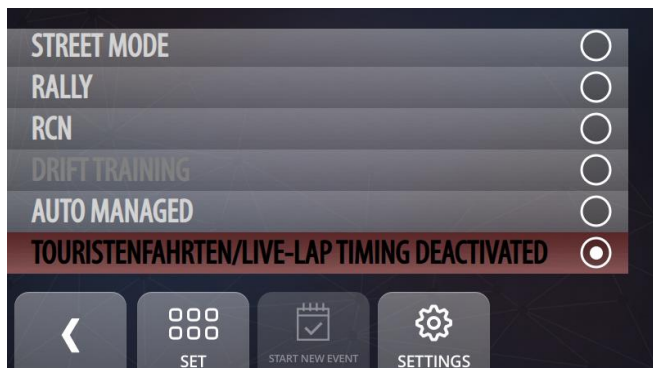 STREET MODE
RALLY
RCN
DRIFT TRAINING
AUTO MANAGED
TOURISTENFAHRTEN/LIVE-LAP TIMING DEACTIVATED
SET
START NEW EVENT
SETTINGS